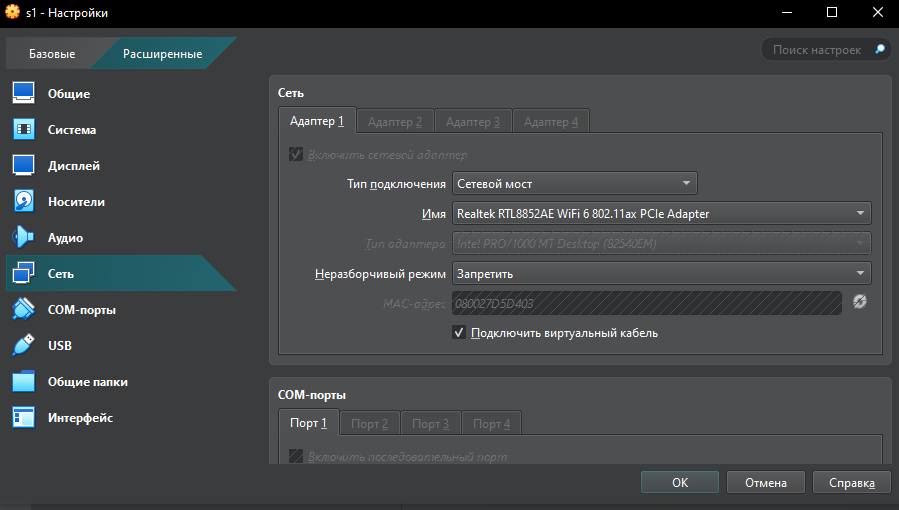 s1 - Настройки
Базовые
Расширенные
Поиск настроек
Общие
Система
Дисплей
Носители
Аудио
Сеть
COM-порты
USB
Общие папки
Интерфейс
Сеть
Адаптер 1 Адаптер 2 Адаптер 3 Адаптер 4
Включить сетевой адаптер
Тип подключения Сетевой мост
Имя Realtek RTL8852AE WiFi 6 802.11ax PCIe Adapter
Тип адаптера Intel PRO/1000 MT Desktop (82540EM)
Неразборчивый режим Запретить
MAC-адрес 080027D5D403
Подключить виртуальный кабель
COM-порты
Порт 1 Порт 2 Порт 3 Порт 4
Включить последовательный порт
OK Отмена Справка